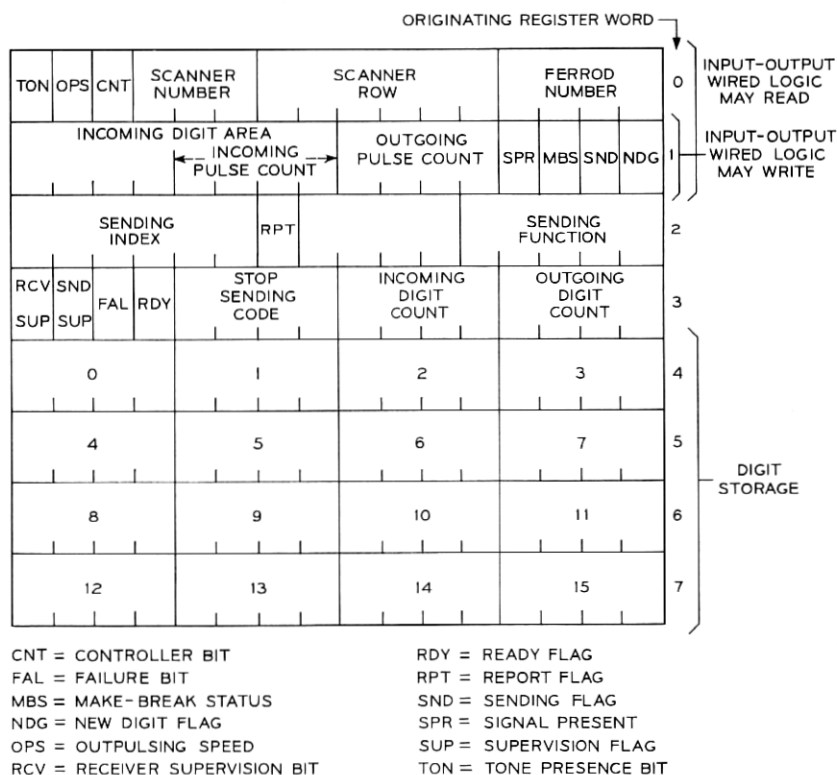 ORIGINATING REGISTER WORD
TON OPS CNT SCANNER NUMBER SCANNER ROW FERROD NUMBER 0 INPUT-OUTPUT WIRED LOGIC MAY READ
INCOMING DIGIT AREA INCOMING PULSE COUNT OUTGOING PULSE COUNT SPR MBS SND NDG 1 INPUT-OUTPUT WIRED LOGIC MAY WRITE
SENDING INDEX RPT SENDING FUNCTION 2
RCV SUP SND SUP FAL RDY STOP SENDING CODE INCOMING DIGIT COUNT OUTGOING DIGIT COUNT 3
0 1 2 3 4
4 5 6 7 5
DIGIT STORAGE
8 9 10 11 6
12 13 14 15 7
CNT = CONTROLLER BIT
FAL = FAILURE BIT
MBS = MAKE-BREAK STATUS
NDG = NEW DIGIT FLAG
OPS = OUTPULSING SPEED
RCV = RECEIVER SUPERVISION BIT
RDY = READY FLAG
RPT = REPORT FLAG
SND = SENDING FLAG
SPR = SIGNAL PRESENT
SUP = SUPERVISION FLAG
TON = TONE PRESENCE BIT